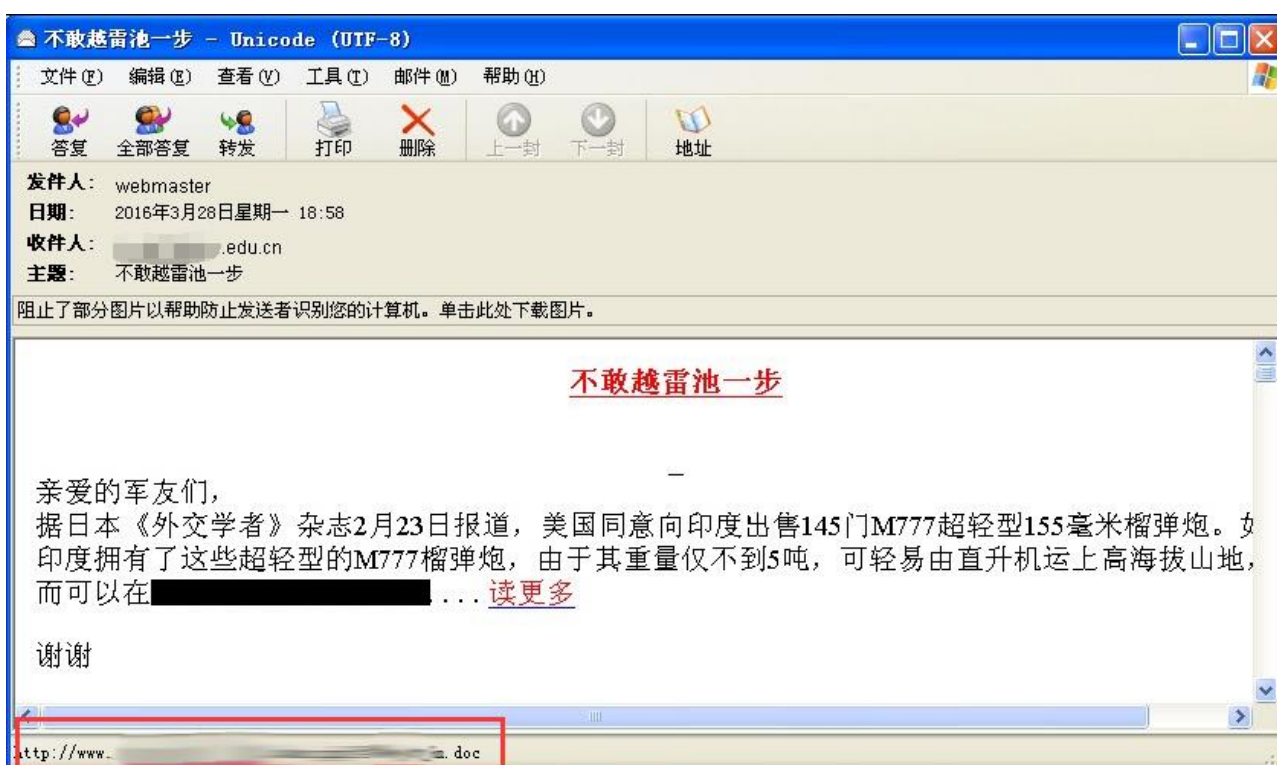 不敢越雷池一步 - Unicode (UTF-8)
文件(F) 编辑(E) 查看(V) 工具(T) 邮件(M) 帮助(H)
答复 全部答复 转发 打印 删除 上一封 下一封 地址
发件人: webmaster
日期: 2016年3月28日星期一 18:58
收件人: .edu.cn
主题: 不敢越雷池一步
阻止了部分图片以帮助防止发送者识别您的计算机。单击此处下载图片。
不敢越雷池一步
亲爱的军友们,
据日本《外交学者》杂志2月23日报道，美国同意向印度出售145门M777超轻型155毫米榴弹炮。
印度拥有了这些超轻型的M777榴弹炮，由于其重量仅不到5吨，可轻易由直升机运上高海拔山地，
而可以在 ....读更多
谢谢
http://www. .doc